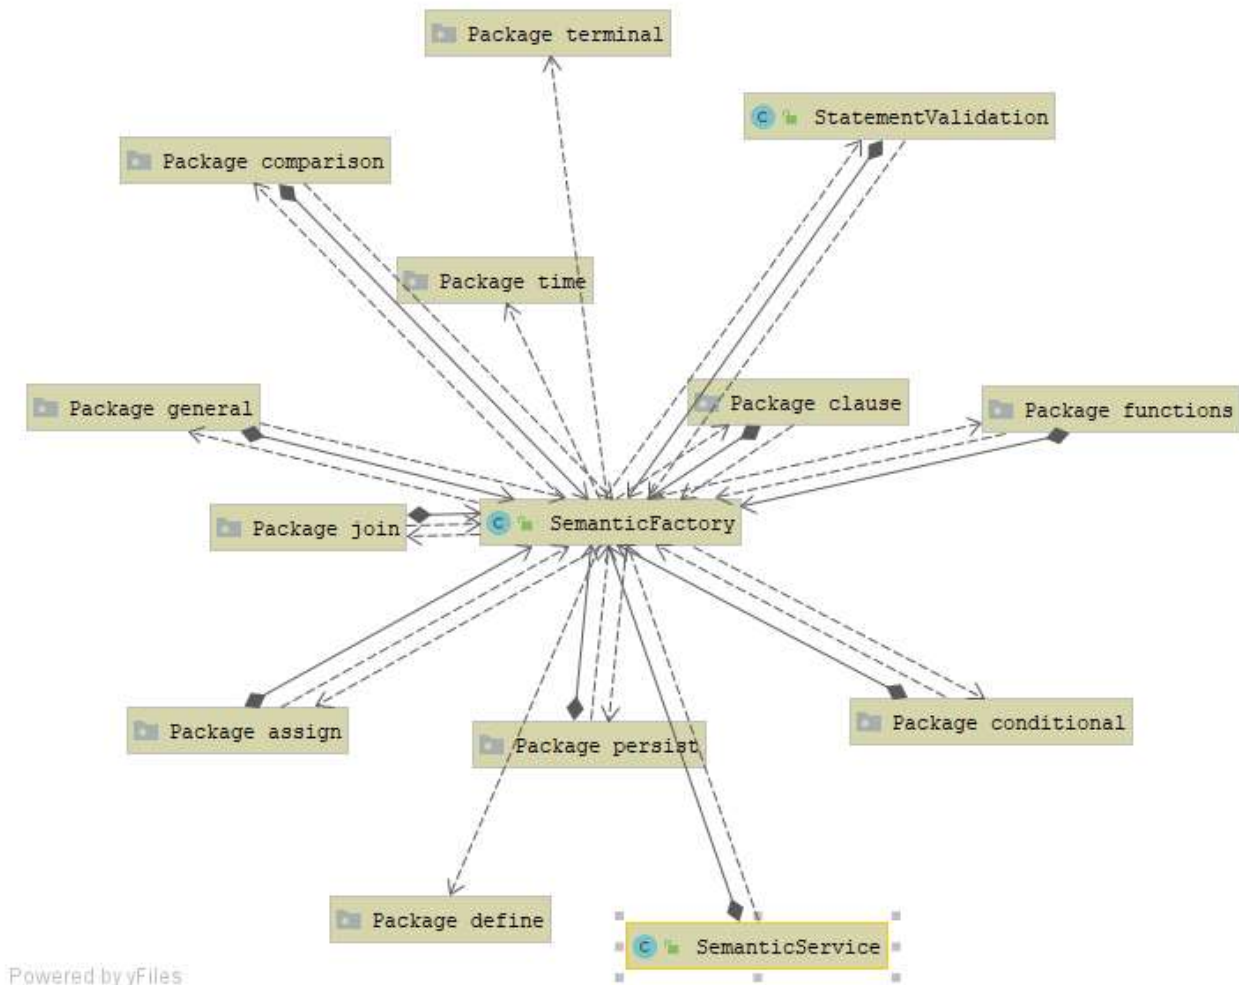 Package terminal
C StatementValidation
Package comparison
Package time
Package general
Package clause
Package functions
C SemanticFactory
Package join
Package assign
Package persist
Package conditional
Package define
C SemanticService
Powered by yFiles